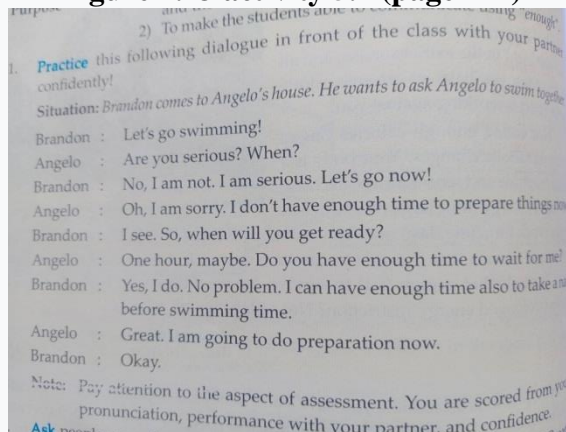 Purpose
2) To make the students able to using "enough".
1. Practice this following dialogue in front of the class with your partner
confidently!
Situation: Brandon comes to Angelo's house. He wants to ask Angelo to swim together
Brandon : Let's go swimming!
Angelo : Are you serious? When?
Brandon : No, I am not. I am serious. Let's go now!
Angelo : Oh, I am sorry. I don't have enough time to prepare things now
Brandon : I see. So, when will you get ready?
Angelo : One hour, maybe. Do you have enough time to wait for me?
Brandon : Yes, I do. No problem. I can have enough time also to take a
before swimming time.
Angelo : Great. I am going to do preparation now.
Brandon : Okay.
Note: Pay attention to the aspect of assessment. You are scored from
pronunciation, performance with your partner, and confidence.
Ask